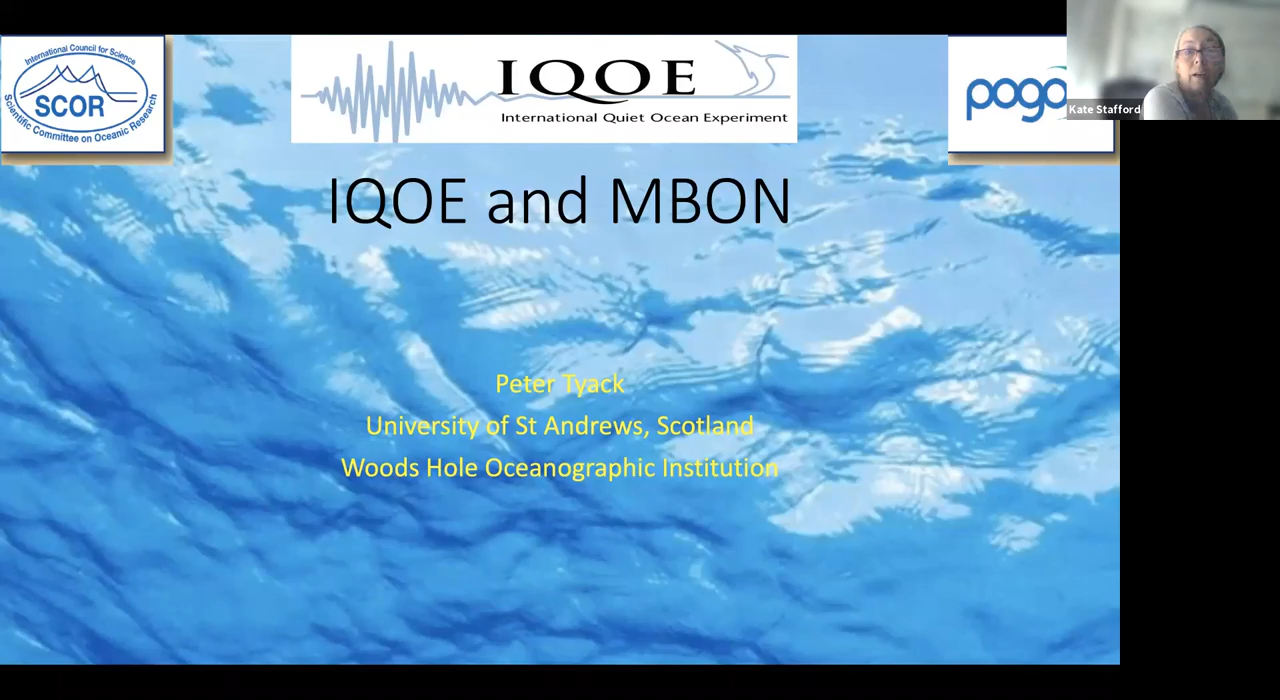 International Council for Science
SCOR
Scientific Committee on Oceanic Research
IQOE
International Quiet Ocean Experiment
pogo
Kate Stafford
IQOE and MBON
Peter Tyack
University of St Andrews, Scotland
Woods Hole Oceanographic Institution